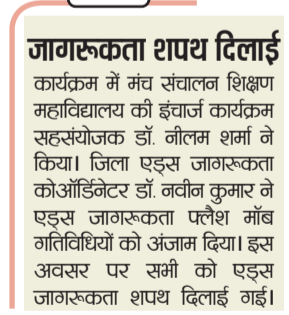 जागरूकता शपथ दिलाई
कार्यक्रम में मंच संचालन शिक्षण
महाविद्यालय की इंचार्ज कार्यक्रम
सहसंयोजक डॉ. नीलम शर्मा ने
किया। जिला एड्स जागरूकता
कोऑर्डिनेटर डॉ. नवीन कुमार ने
एड्स जागरूकता फ्लैश मॉब
गतिविधियों को अंजाम दिया। इस
अवसर पर सभी को एड्स
जागरूकता शपथ दिलाई गई।